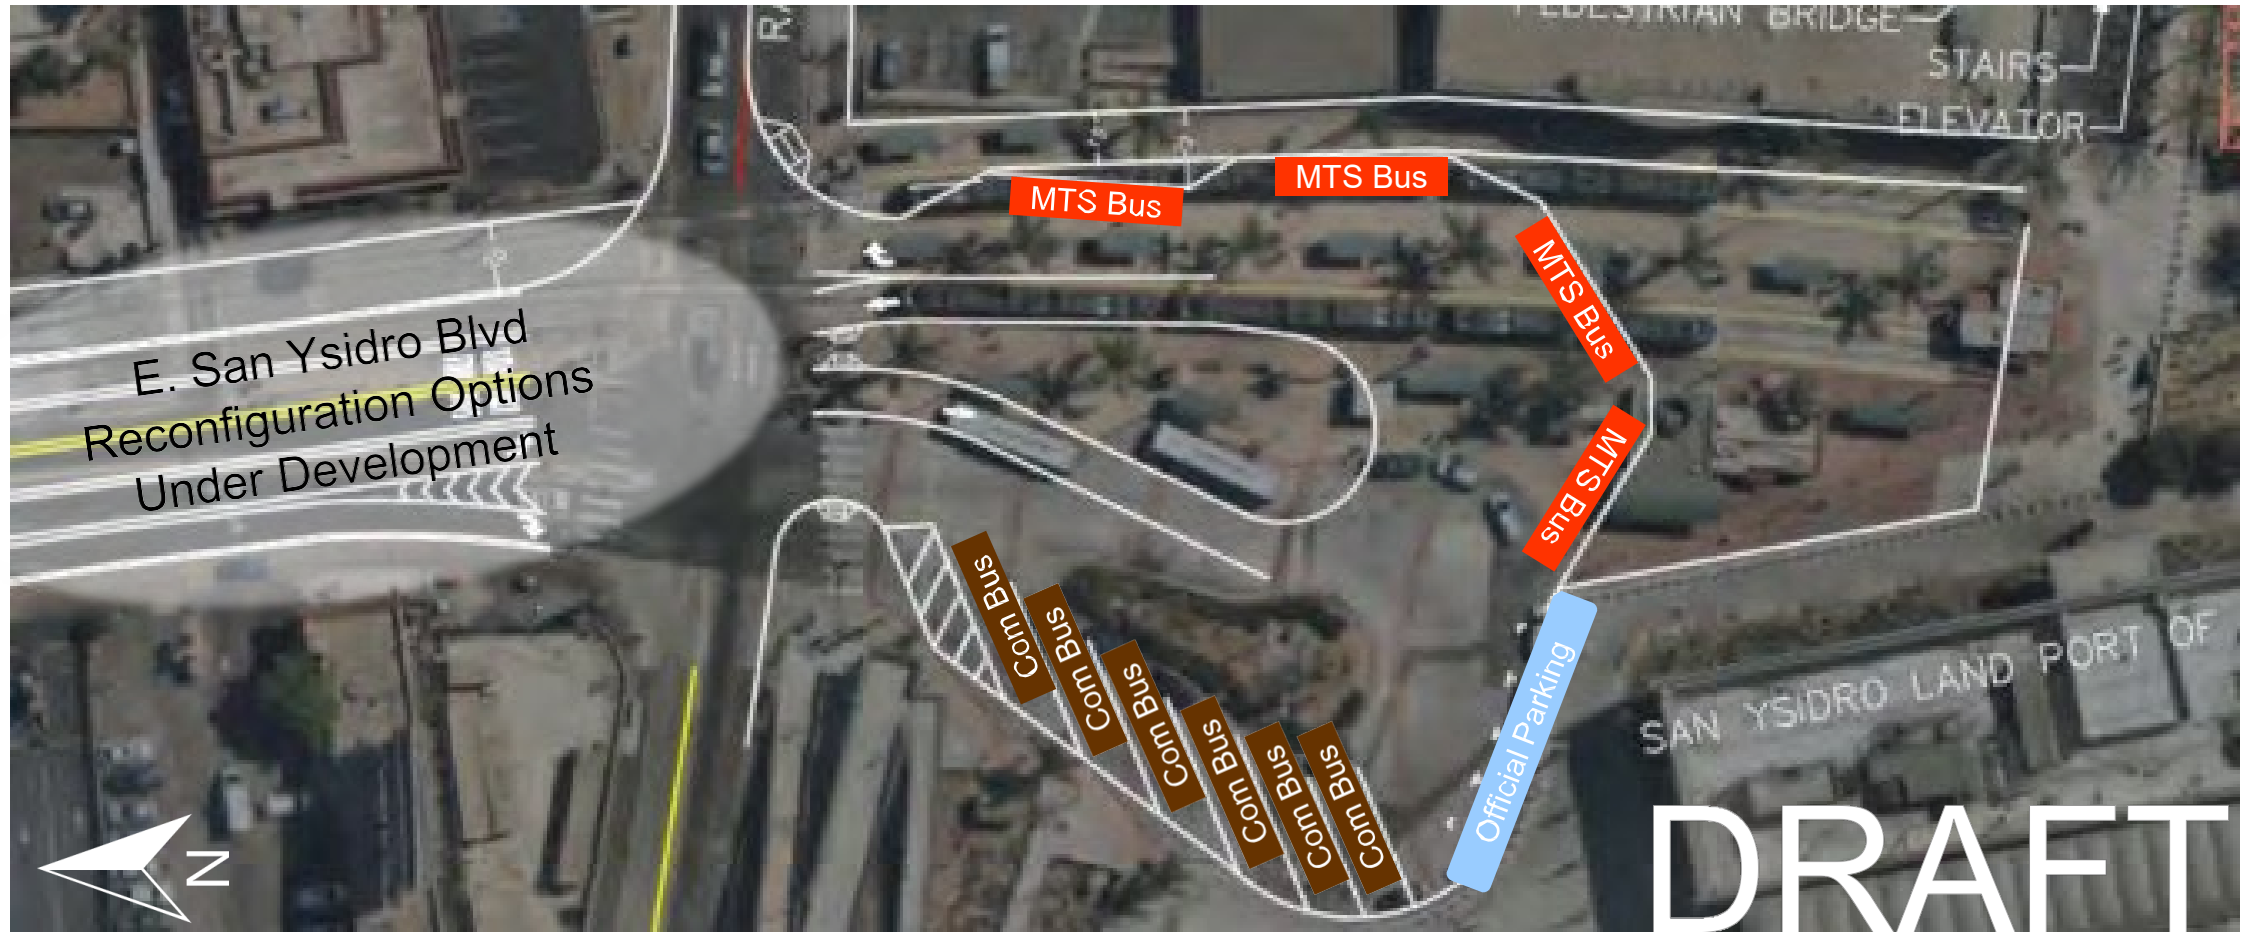 PEDESTRIAN BRIDGE
STAIRS
ELEVATOR
MTS Bus
MTS Bus
MTS Bus
MTS Bus
E. San Ysidro Blvd
Reconfiguration Options
Under Development
Com Bus
Com Bus
Com Bus
Com Bus
Com Bus
Com Bus
Official Parking
SAN YSIDRO LAND PORT OF
N
DRAFT